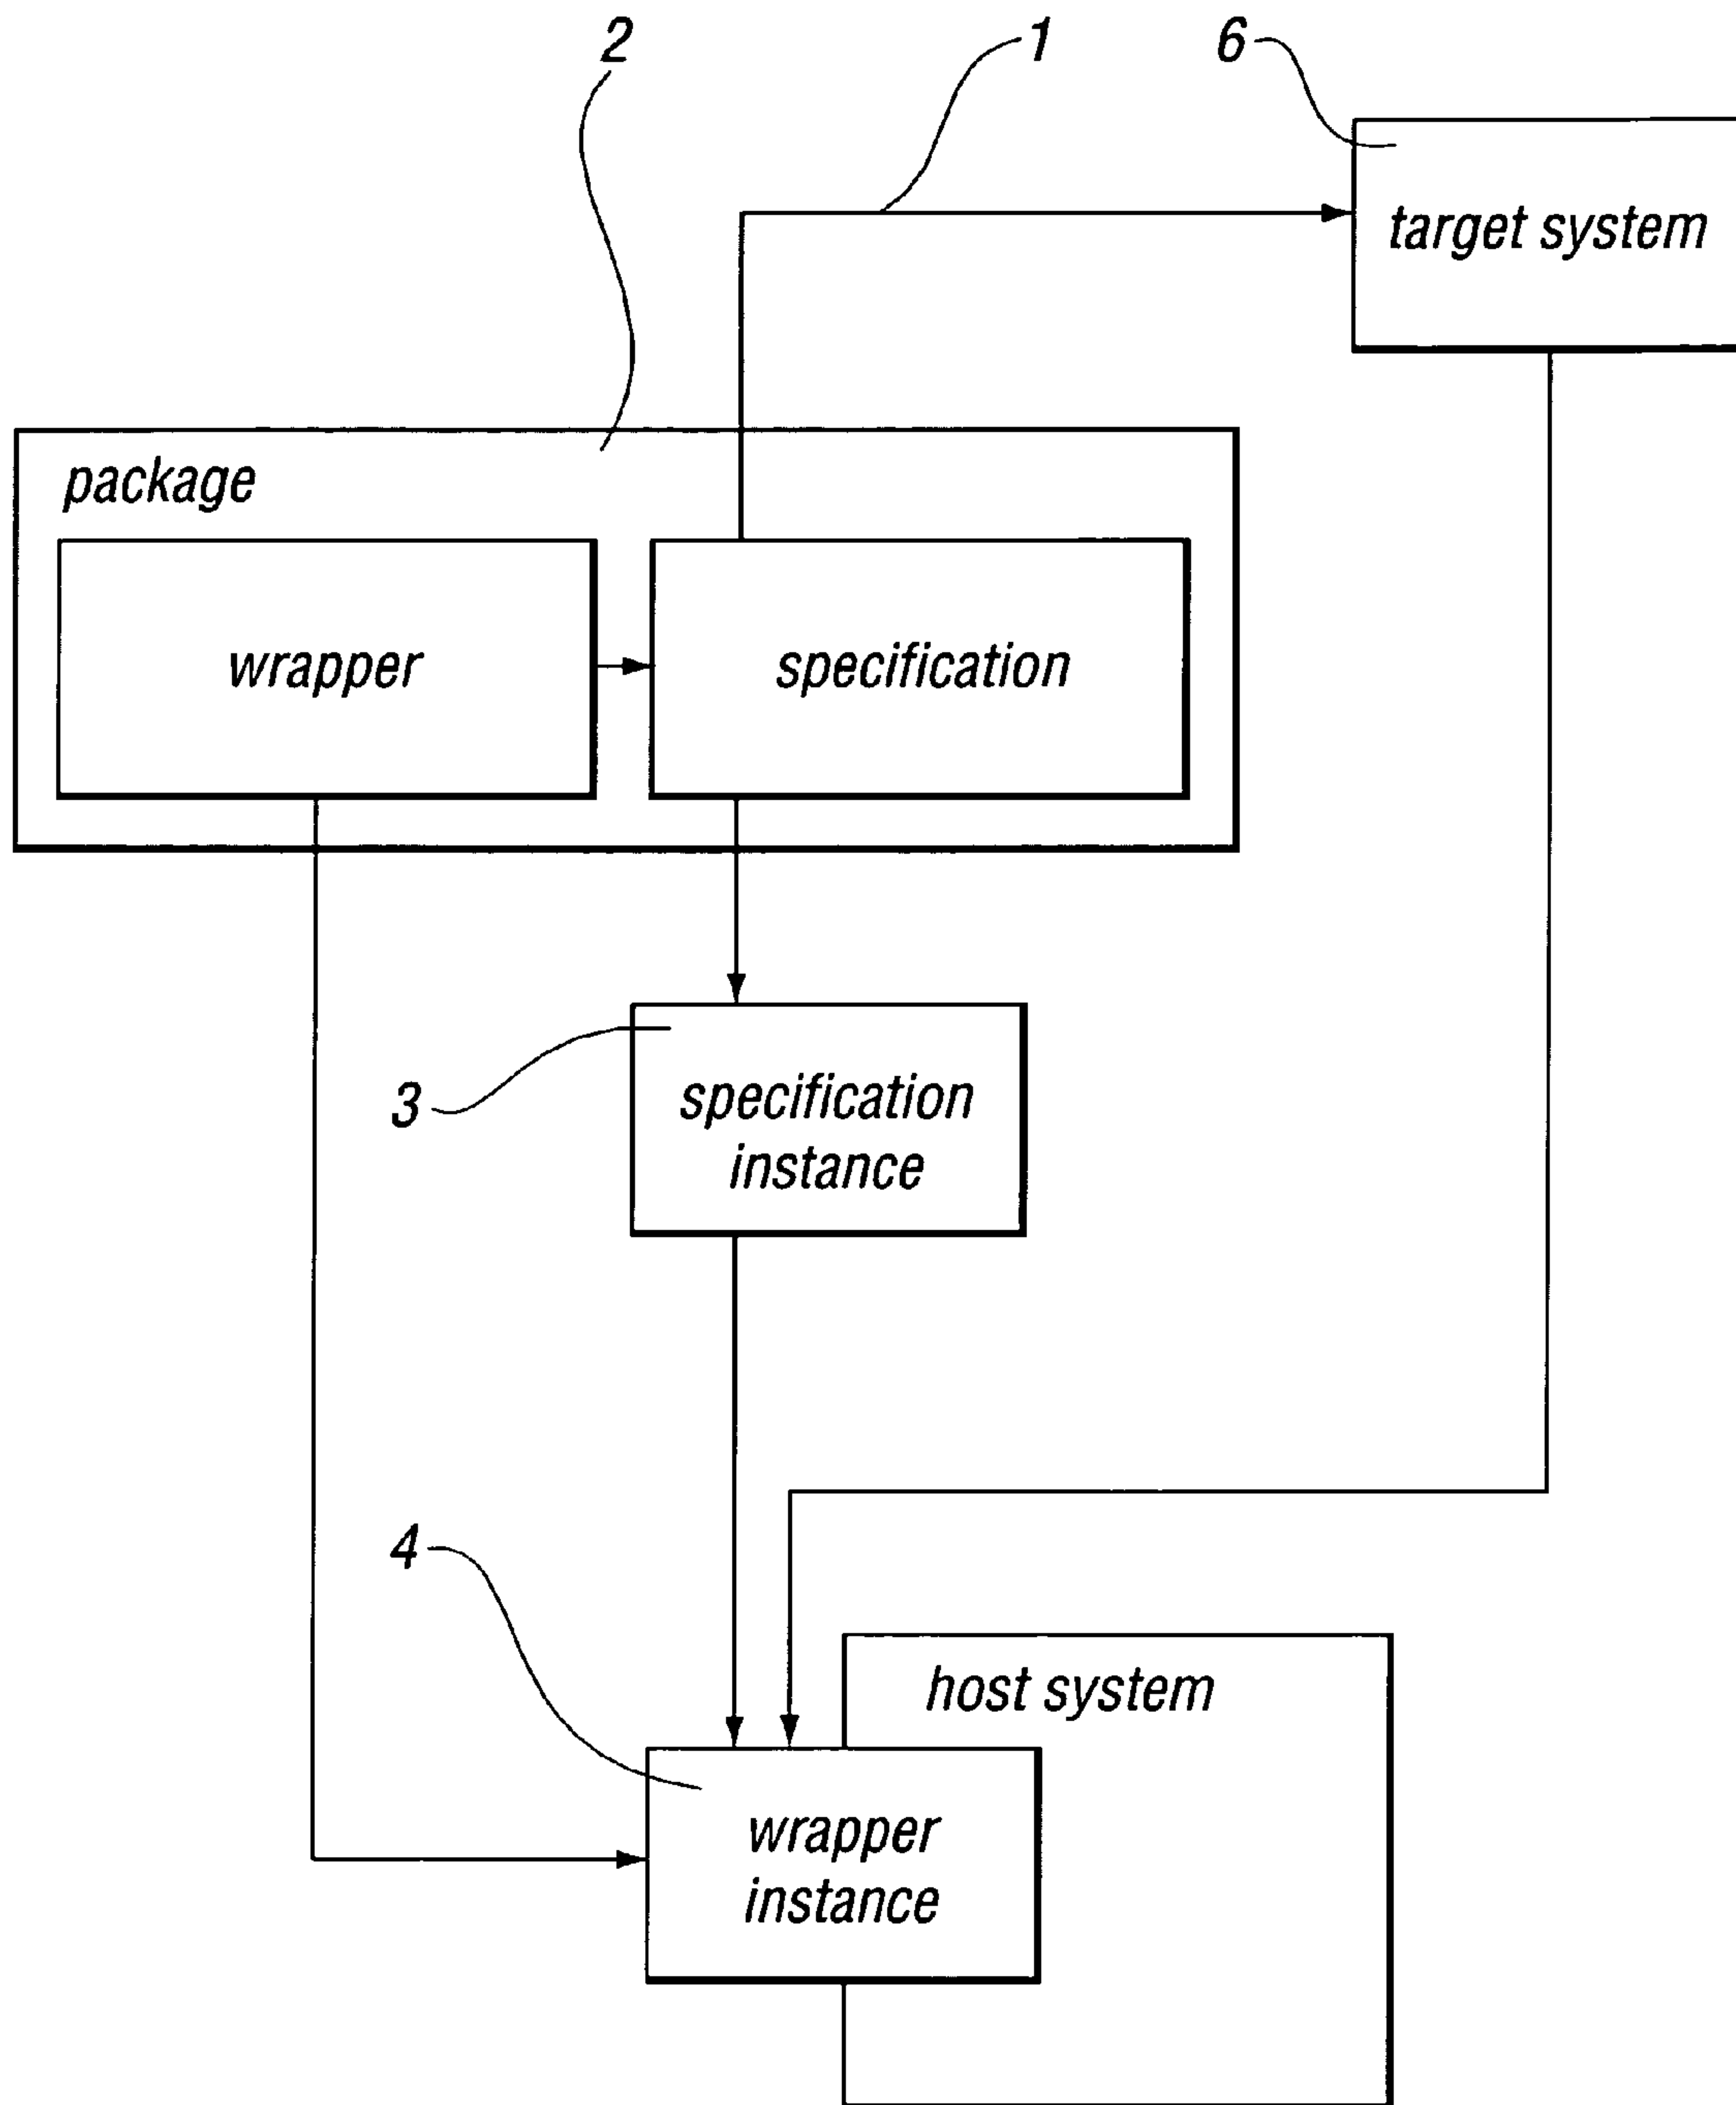 2
1
6
target system
package
wrapper
specification
3
specification
instance
4
host system
wrapper
instance